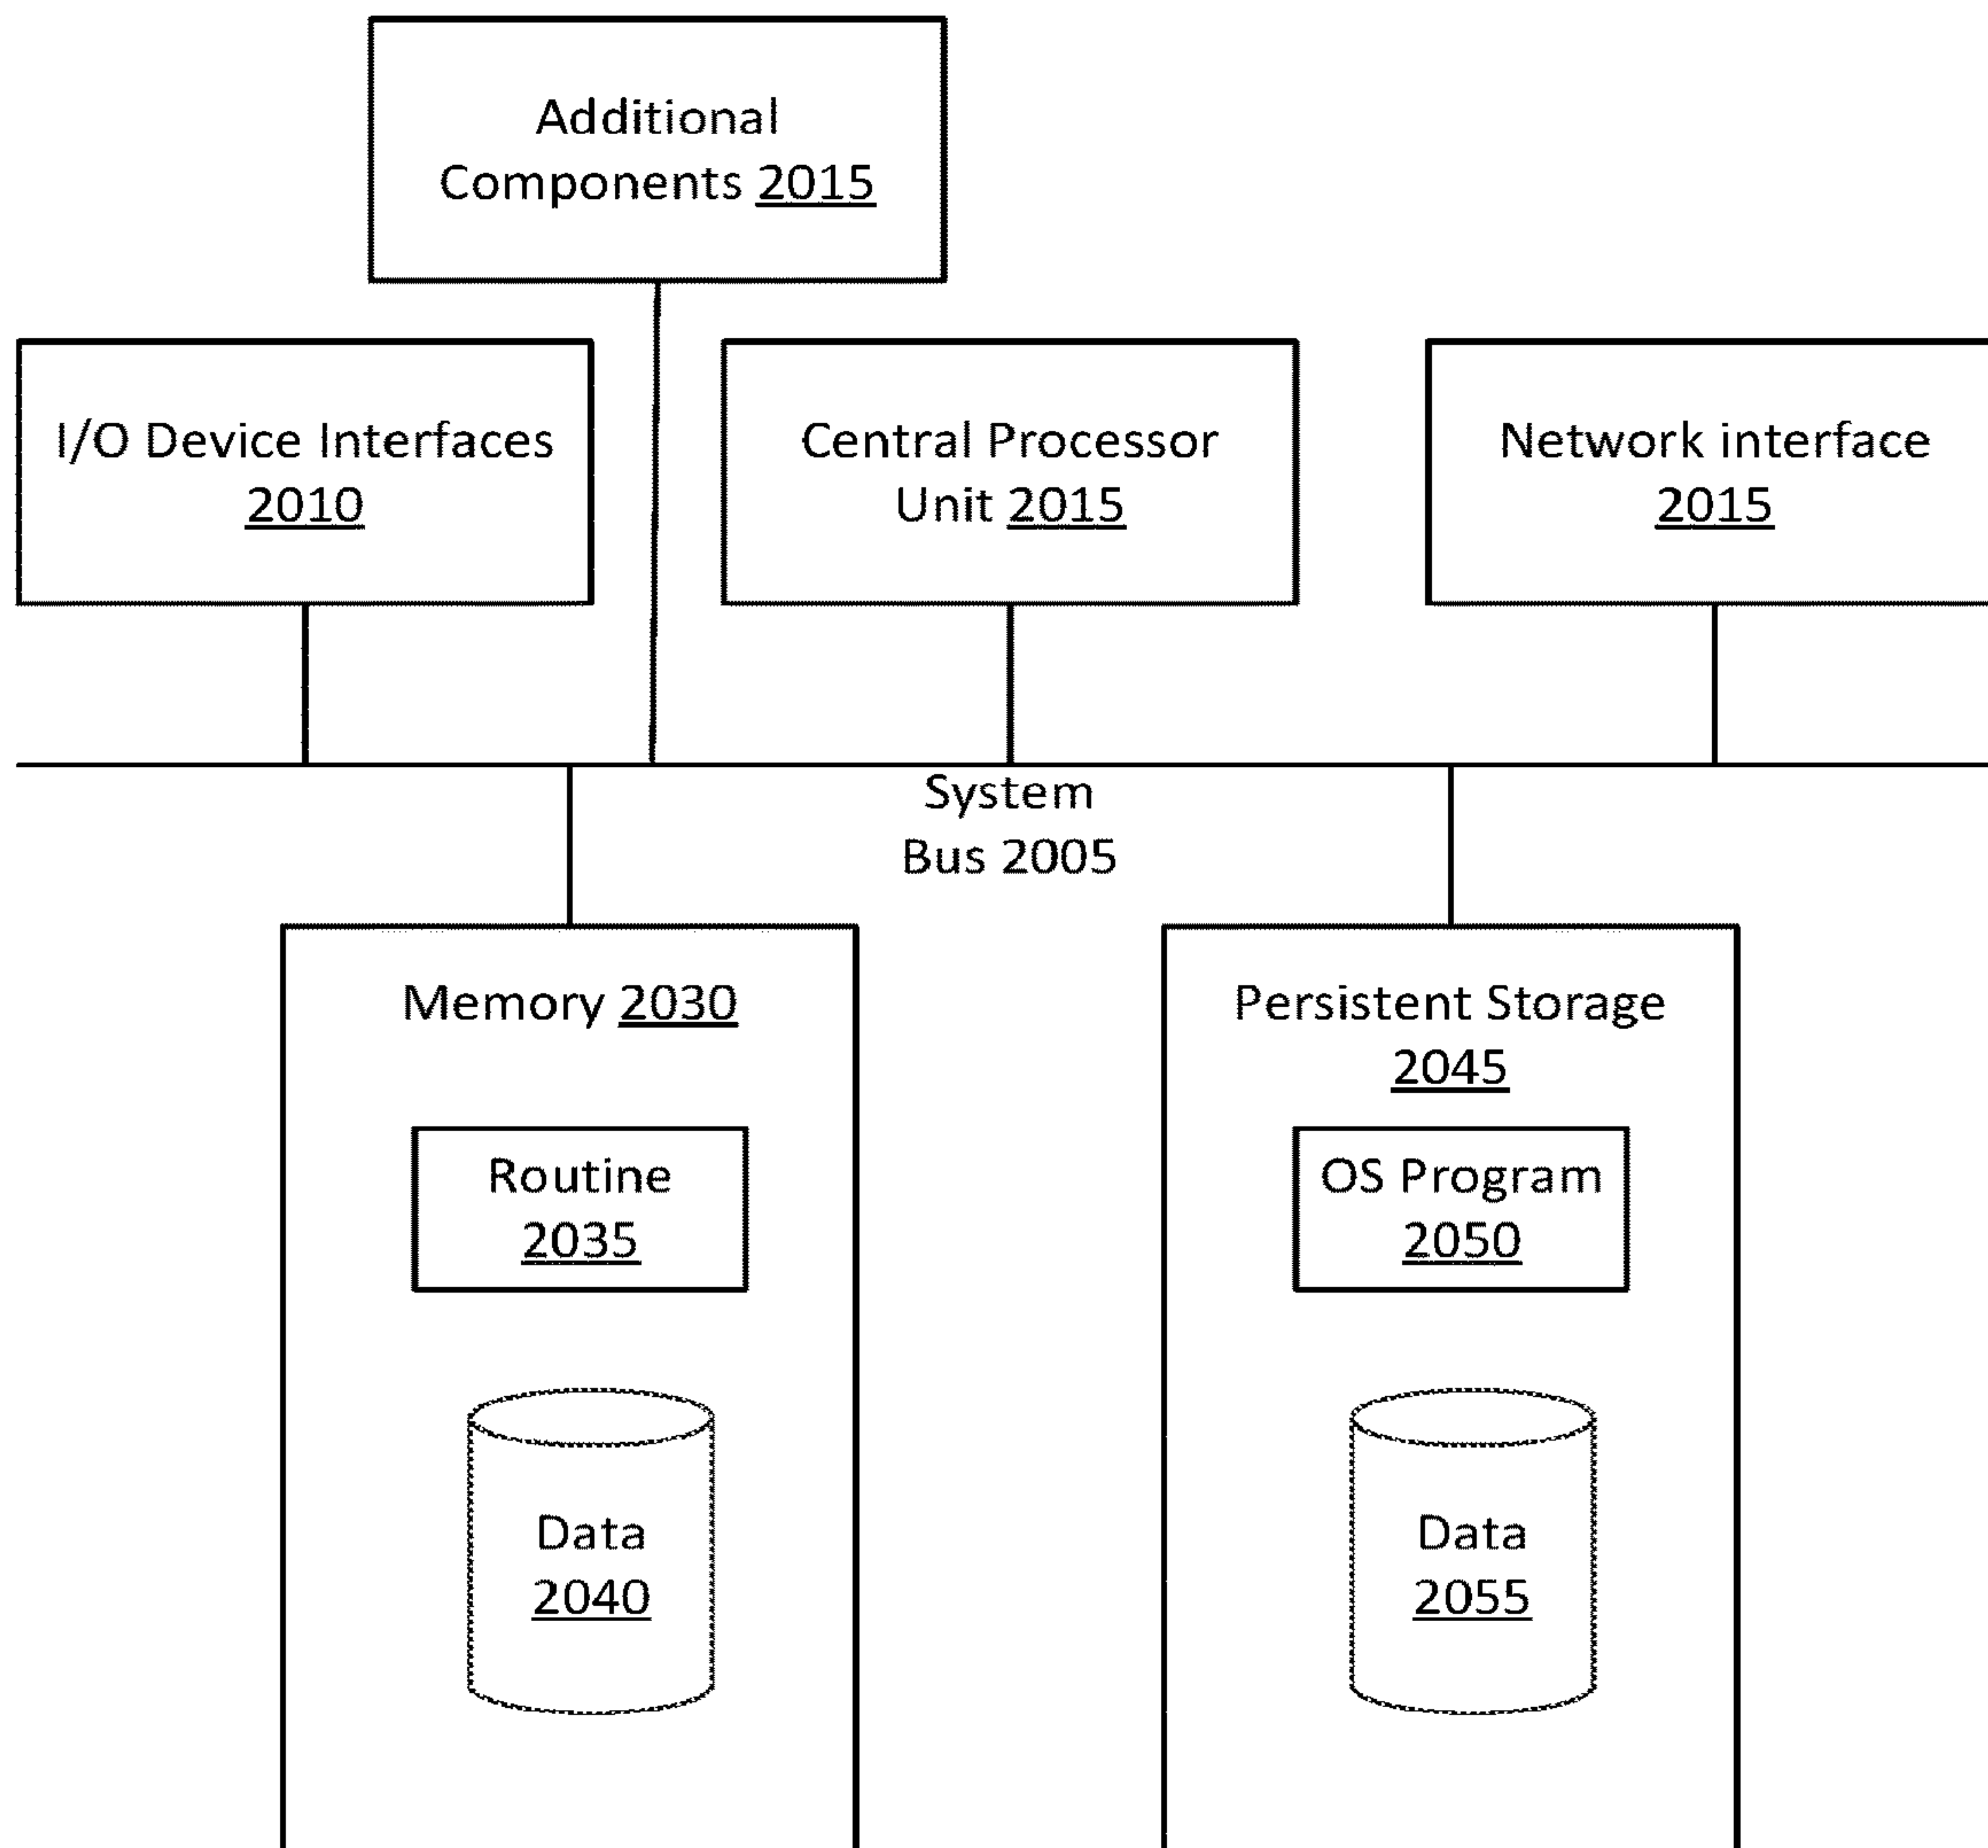 Additional
Components 2015
I/O Device Interfaces
2010
Central Processor
Unit 2015
Network interface
2015
System
Bus 2005
Memory 2030
Routine
2035
Data
2040
Persistent Storage
2045
OS Program
2050
Data
2055